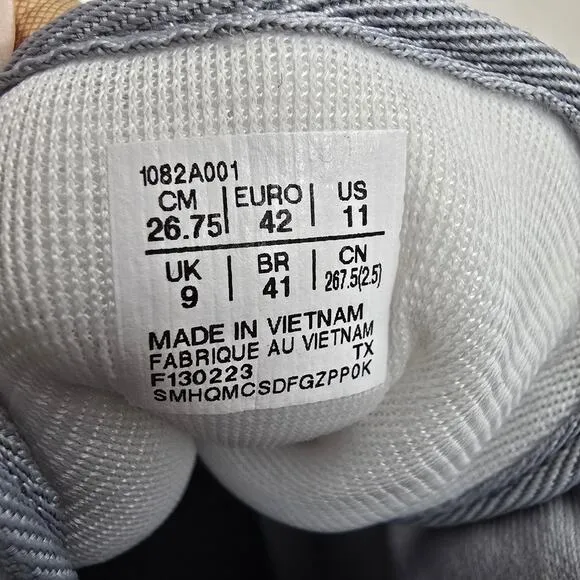 1082A001
CM EURO US
26.75 42 11
UK BR CN
9 41 267.5(2.5)
MADE IN VIETNAM
FABRIQUE AU VIETNAM
F130223 TX
SMHQMCSDFGZPP0K